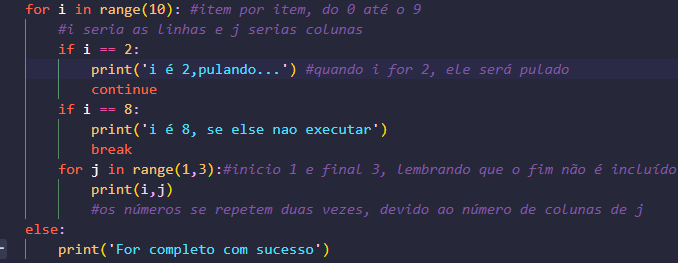 for i in range(10): #item por item, do 0 até o 9
#i seria as linhas e j serias colunas
if i == 2:
print('i é 2,pulando...') #quando i for 2, ele será pulado
continue
if i == 8:
print('i é 8, se else nao executar')
break
for j in range(1,3):#inicio 1 e final 3, lembrando que o fim não é incluído
print(i,j)
#os números se repetem duas vezes, devido ao número de colunas de j
else:
print('For completo com sucesso')